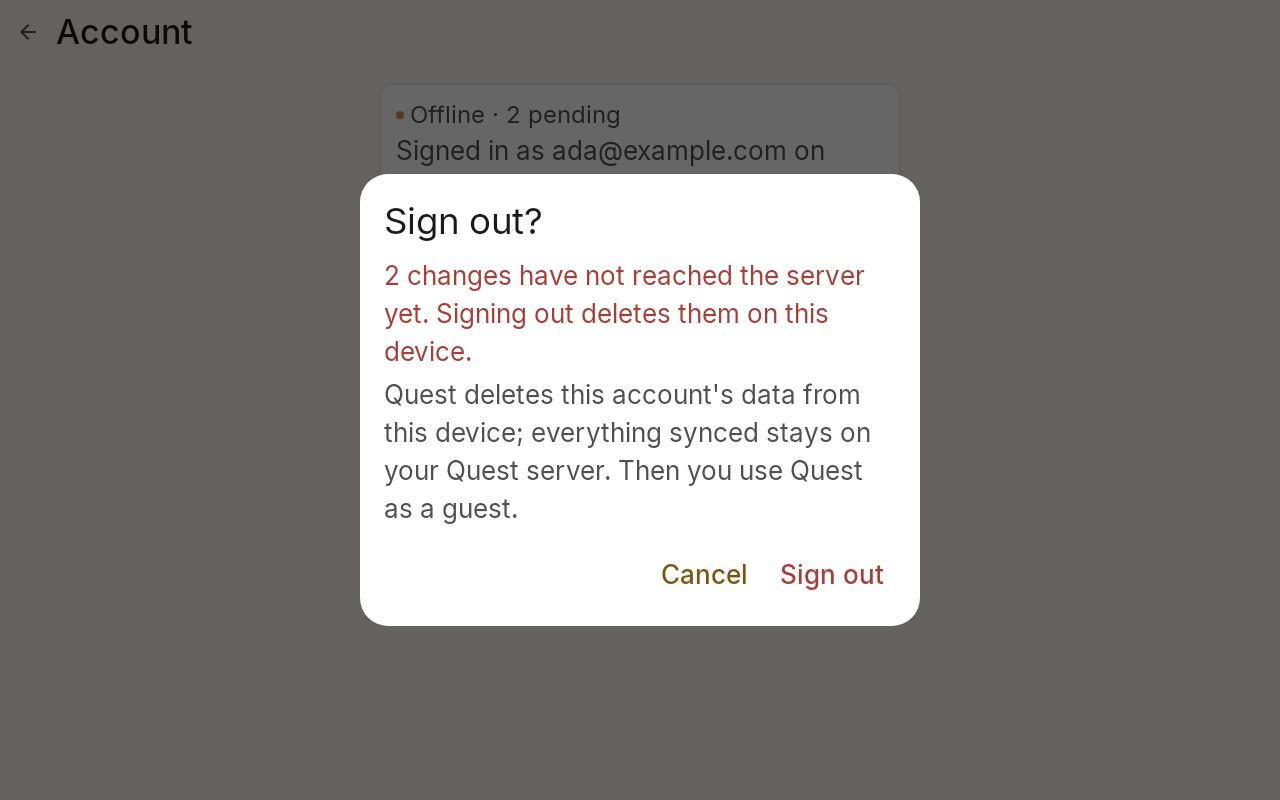 Account
Offline · 2 pending
Signed in as ada@example.com on
Sign out?
2 changes have not reached the server
yet. Signing out deletes them on this
device.
Quest deletes this account's data from
this device; everything synced stays on
your Quest server. Then you use Quest
as a guest.
Cancel Sign out